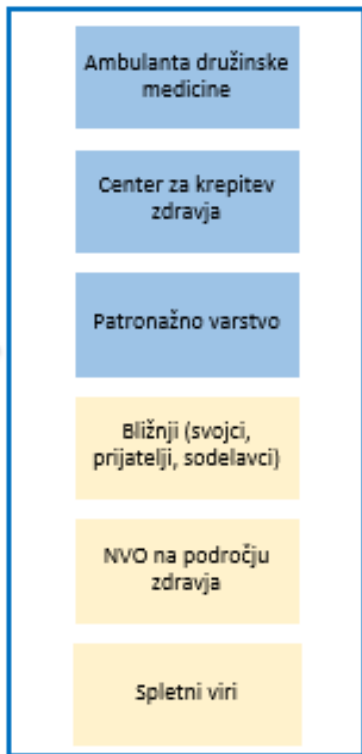 Ambulanta družinske
medicine
Center za krepitev
zdravja
Patronažno varstvo
Bližnji (svojci,
prijatelji, sodelavci)
NVO na področju
zdravja
Spletni viri